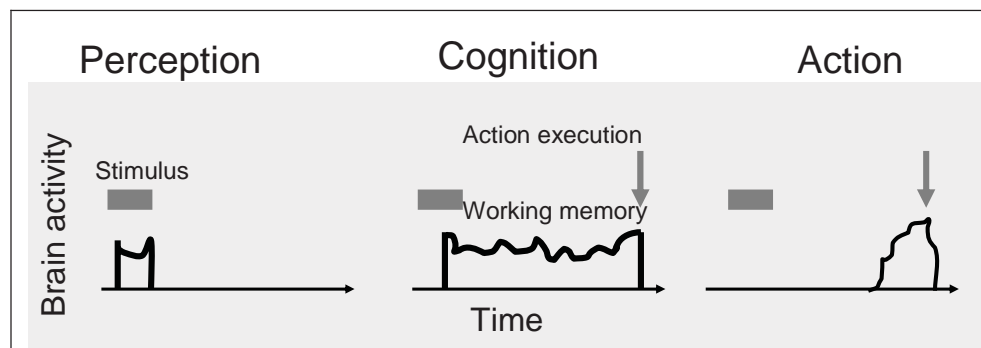 Perception
Cognition
Action
Brain activity
Stimulus
Action execution
Working memory
Time